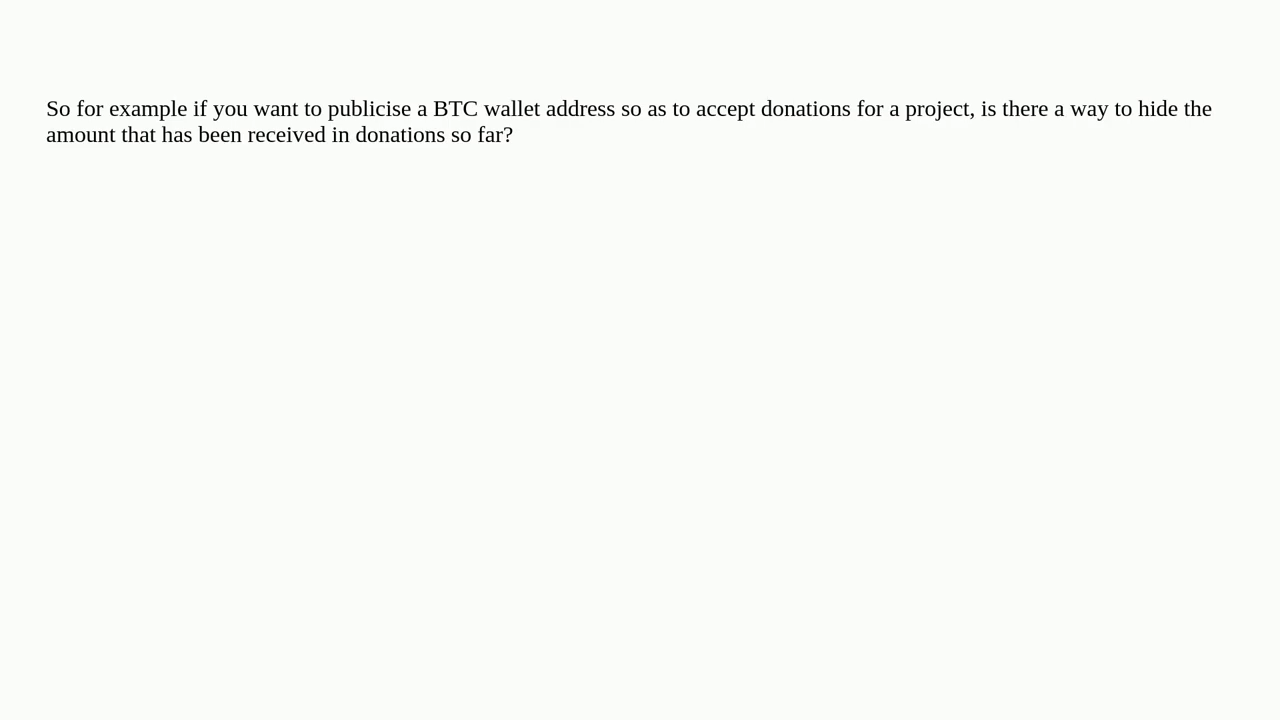 So for example if you want to publicise a BTC wallet address so as to accept donations for a project, is there a way to hide the
amount that has been received in donations so far?